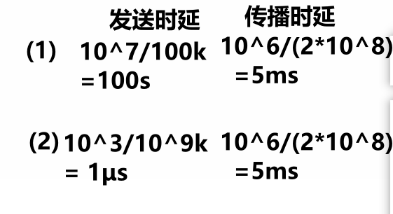 发送时延 传播时延
(1) 10^7/100k 10^6/(2*10^8)
=100s =5ms
(2) 10^3/10^9k 10^6/(2*10^8)
= 1μs =5ms